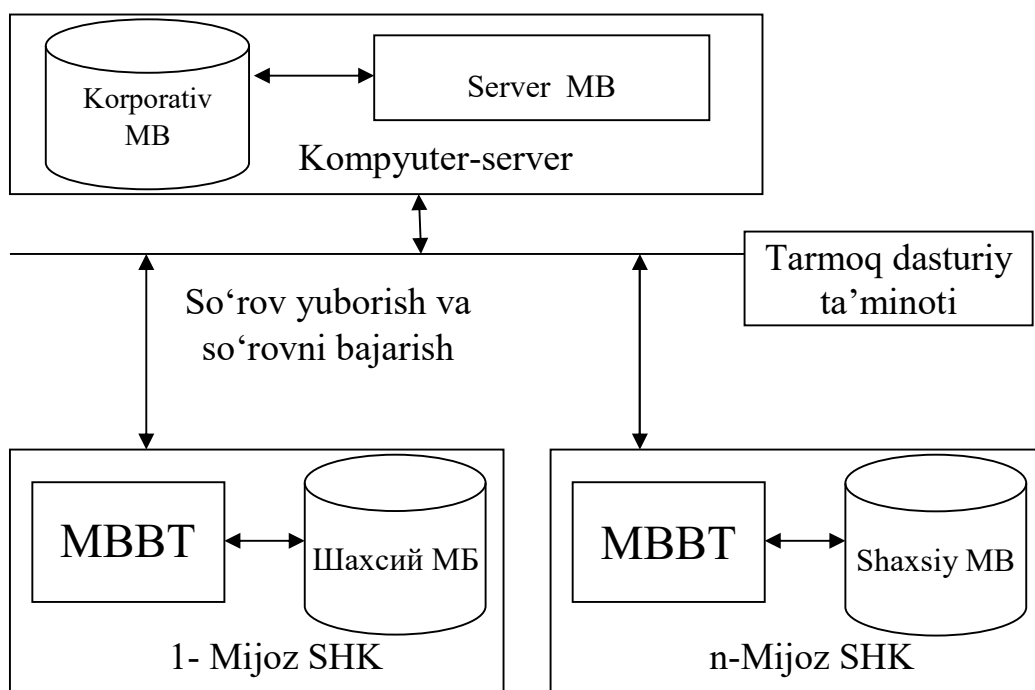 Korporativ
MB
Server MB
Kompyuter-server
Tarmoq dasturiy
ta’minoti
So‘rov yuborish va
so‘rovni bajarish
MBBT
Шахсий МБ
1- Mijoz SHK
MBBT
Shaxsiy MB
n-Mijoz SHK